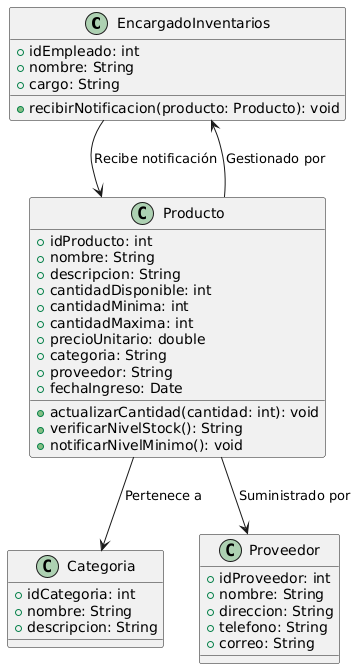 C EncargadoInventarios
idEmpleado: int
nombre: String
cargo: String
recibirNotificacion(producto: Producto): void
Recibe notificación
Gestionado por
C Producto
idProducto: int
nombre: String
descripcion: String
cantidadDisponible: int
cantidadMinima: int
cantidadMaxima: int
precioUnitario: double
categoria: String
proveedor: String
fechaIngreso: Date
actualizarCantidad(cantidad: int): void
verificarNivelStock(): String
notificarNivelMinimo(): void
Pertenece a
Suministrado por
C Categoria
idCategoria: int
nombre: String
descripcion: String
C Proveedor
idProveedor: int
nombre: String
direccion: String
telefono: String
correo: String